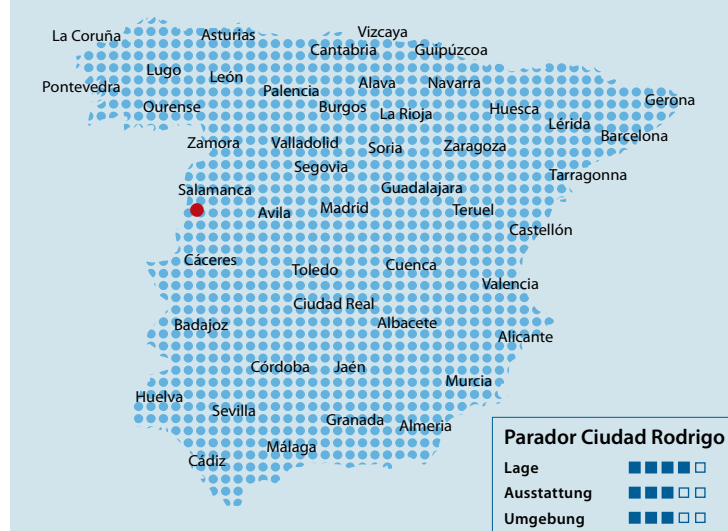 La Coruña
Asturias
Vizcaya
Cantabria
Guipúzcoa
Lugo
León
Pontevedra
Palencia
Alava
Navarra
Ourense
Burgos
La Rioja
Huesca
Gerona
Lérida
Barcelona
Zamora
Valladolid
Soria
Zaragoza
Segovia
Tarragonna
Salamanca
Guadalajara
Avila
Madrid
Teruel
Castellón
Cáceres
Toledo
Cuenca
Valencia
Ciudad Real
Badajoz
Albacete
Alicante
Córdoba
Jaén
Murcia
Huelva
Sevilla
Granada
Almeria
Málaga
Cádiz
Parador Ciudad Rodrigo
Lage
Ausstattung
Umgebung